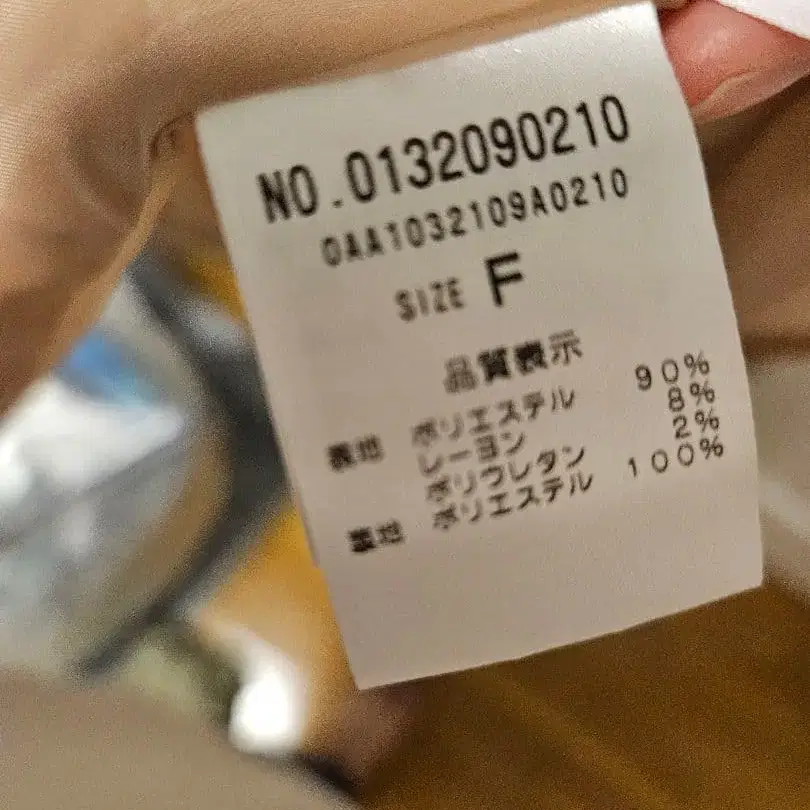 NO.0132090210
0AA1032109A0210
SIZE F
品質表示
表地 ポリエステル 90%
レーヨン 8%
ポリウレタン 2%
裏地 ポリエステル 100%